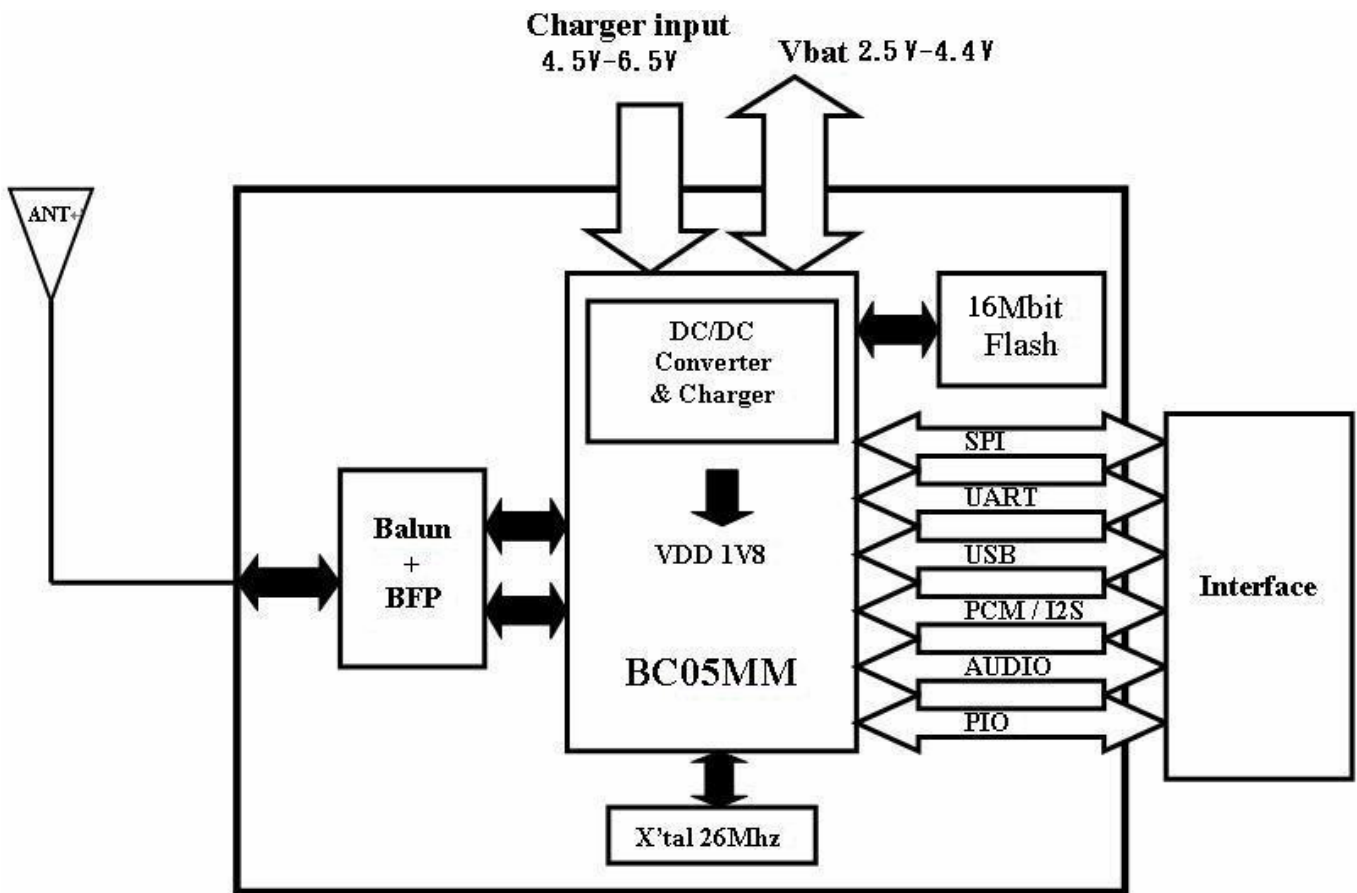 Charger input
4.5V-6.5V
Vbat 2.5V-4.4V
ANT↵
DC/DC
Converter
& Charger
16Mbit
Flash
SPI
UART
USB
PCM / I2S
AUDIO
PIO
Interface
Balun
+
BFP
VDD 1V8
BC05MM
X'tal 26Mhz